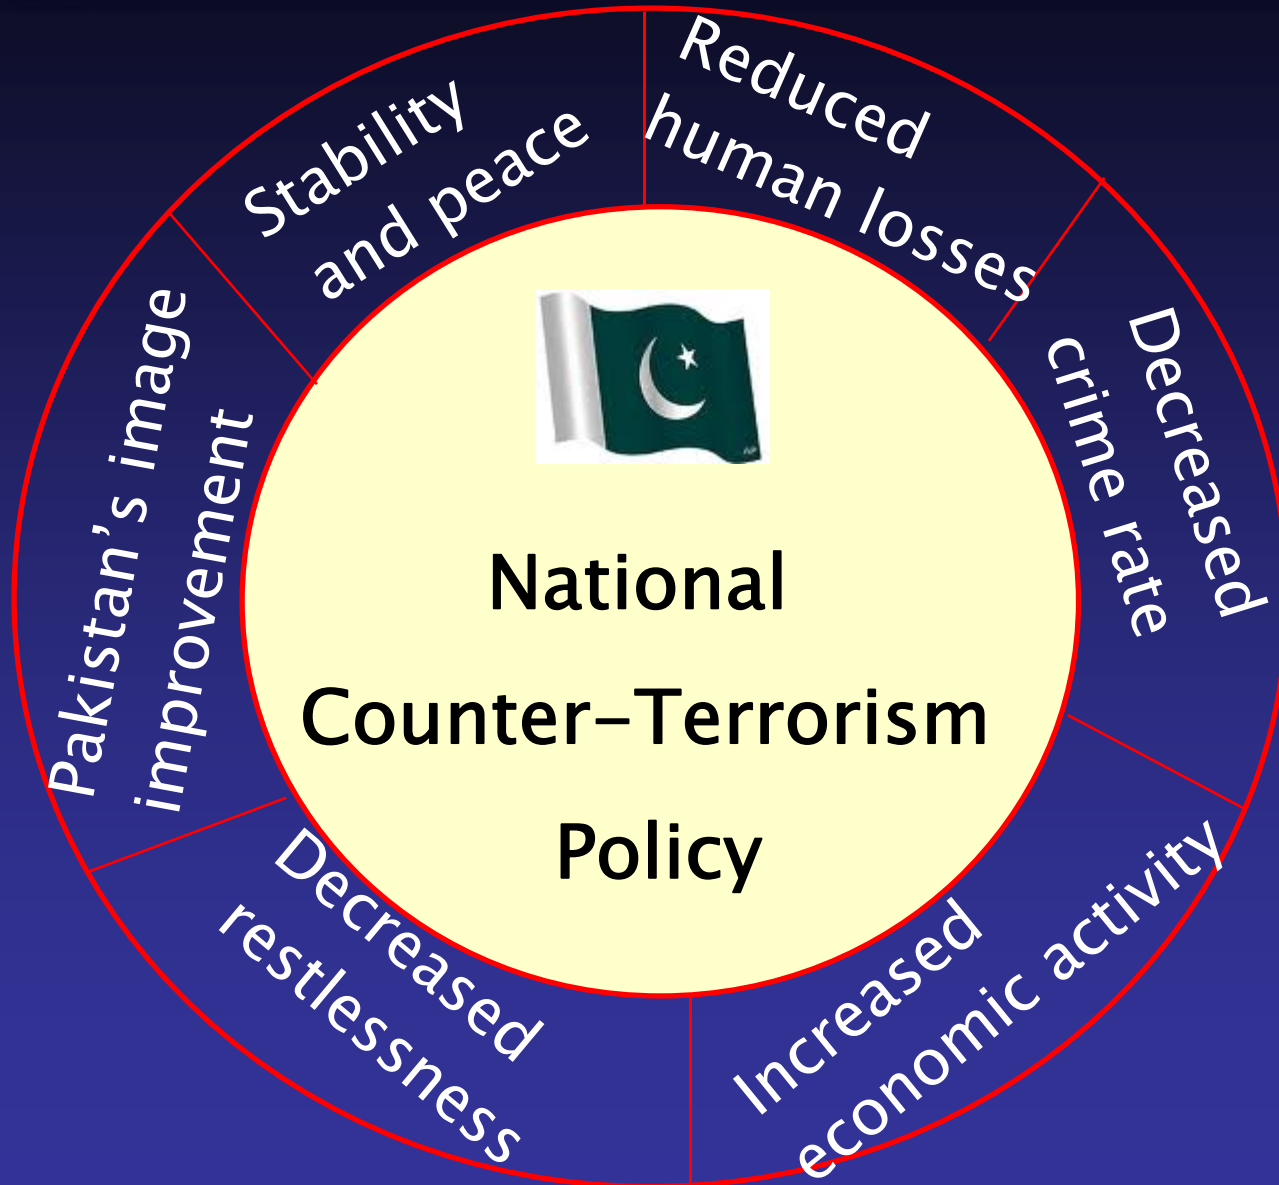 Stability
and peace
Reduced
human losses
Decreased
crime rate
Increased
economic activity
Decreased
restlessness
Pakistan’s image
improvement
National
Counter-Terrorism
Policy